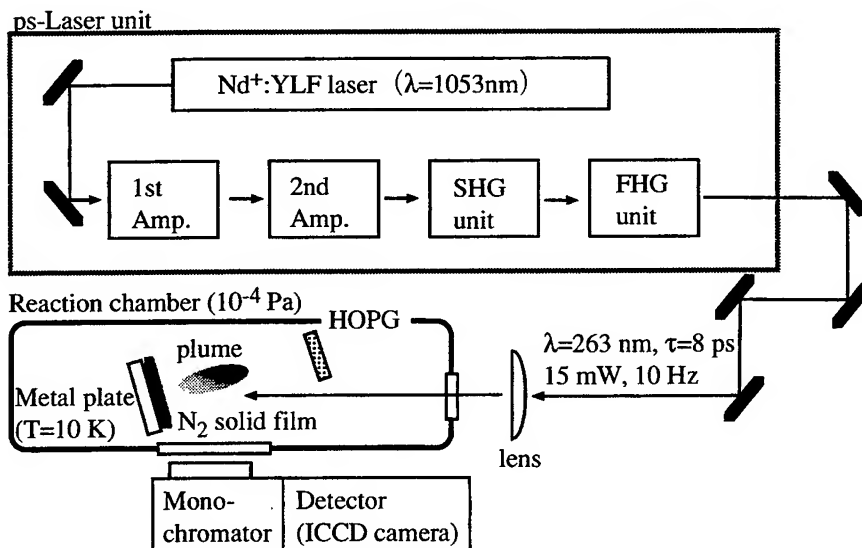 ps-Laser unit
Nd⁺:YLF laser (λ=1053nm)
1st
Amp.
2nd
Amp.
SHG
unit
FHG
unit
Reaction chamber (10⁻⁴ Pa)
HOPG
plume
λ=263 nm, τ=8 ps
15 mW, 10 Hz
Metal plate
(T=10 K)
N₂ solid film
lens
Mono-
chromator
Detector
(ICCD camera)